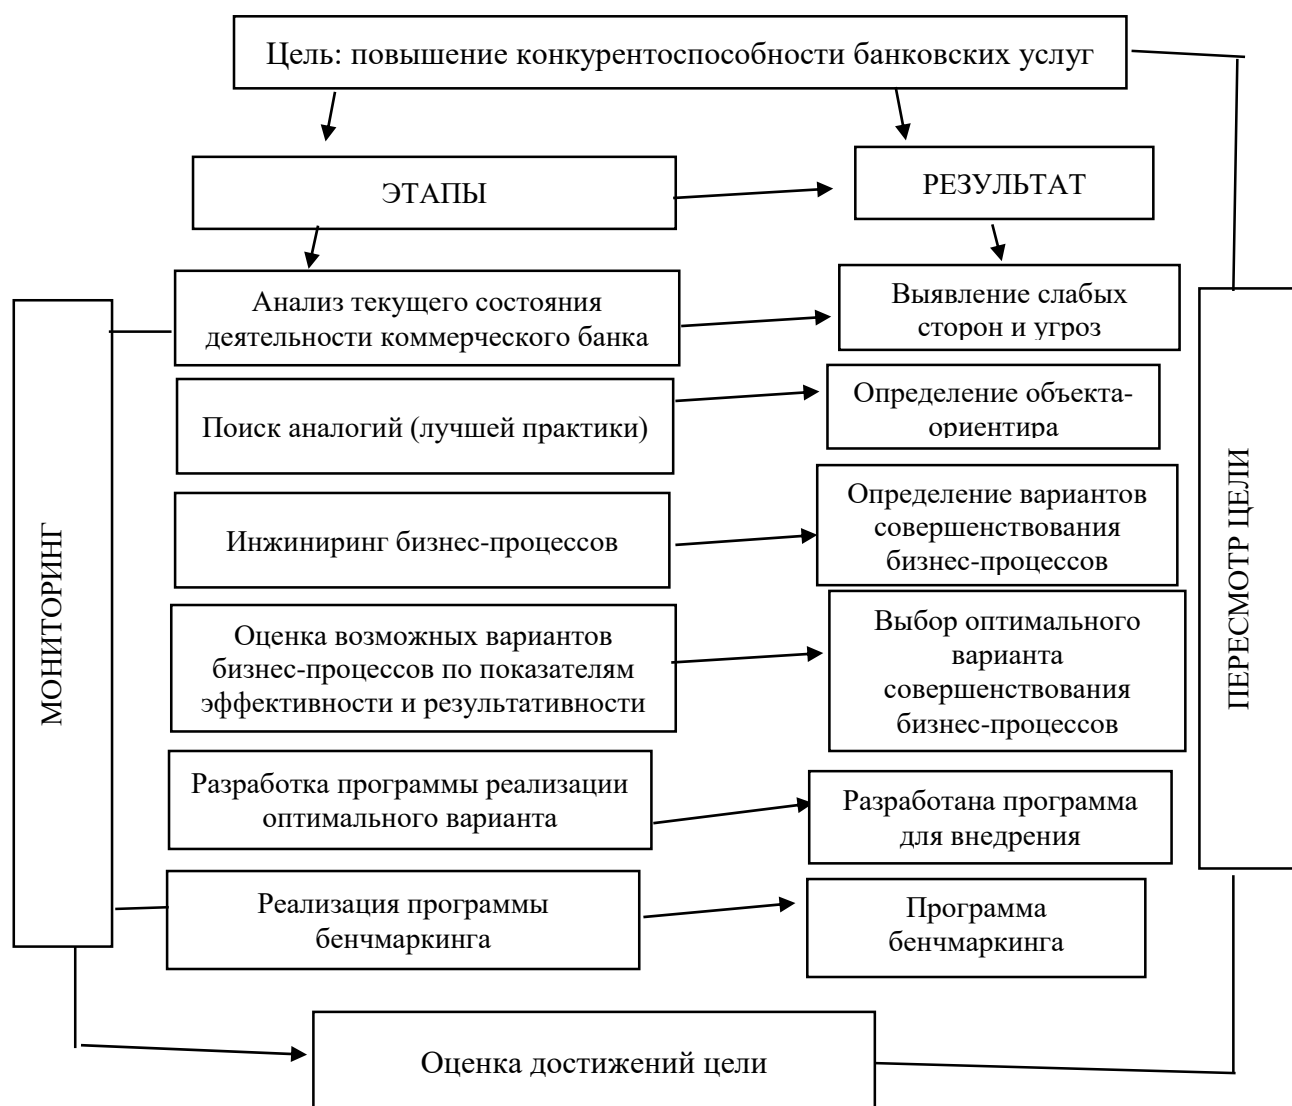 Цель: повышение конкурентоспособности банковских услуг
ЭТАПЫ
РЕЗУЛЬТАТ
Анализ текущего состояния
деятельности коммерческого банка
Выявление слабых
сторон и угроз
Поиск аналогий (лучшей практики)
Определение объекта-
ориентира
Инжиниринг бизнес-процессов
Определение вариантов
совершенствования
бизнес-процессов
Оценка возможных вариантов
бизнес-процессов по показателям
эффективности и результативности
Выбор оптимального
варианта
совершенствования
бизнес-процессов
Разработка программы реализации
оптимального варианта
Разработана программа
для внедрения
Реализация программы
бенчмаркинга
Программа
бенчмаркинга
МОНИТОРИНГ
ПЕРЕСМОТР ЦЕЛИ
Оценка достижений цели